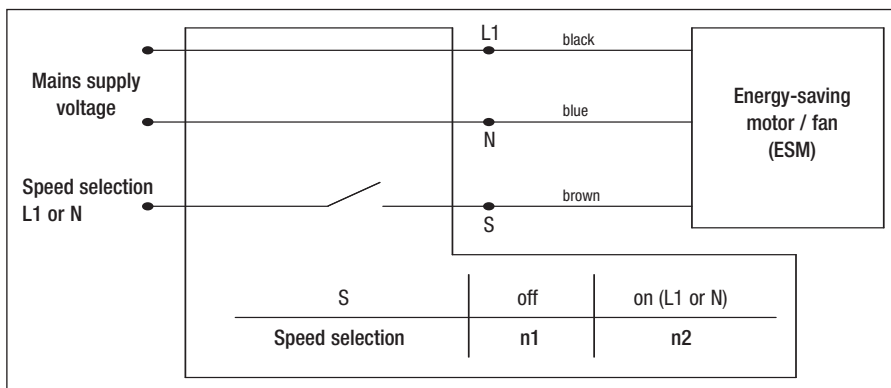 Mains supply
voltage
L1
black
N
blue
Speed selection
L1 or N
S
brown
Energy-saving
motor / fan
(ESM)
S off on (L1 or N)
Speed selection n1 n2